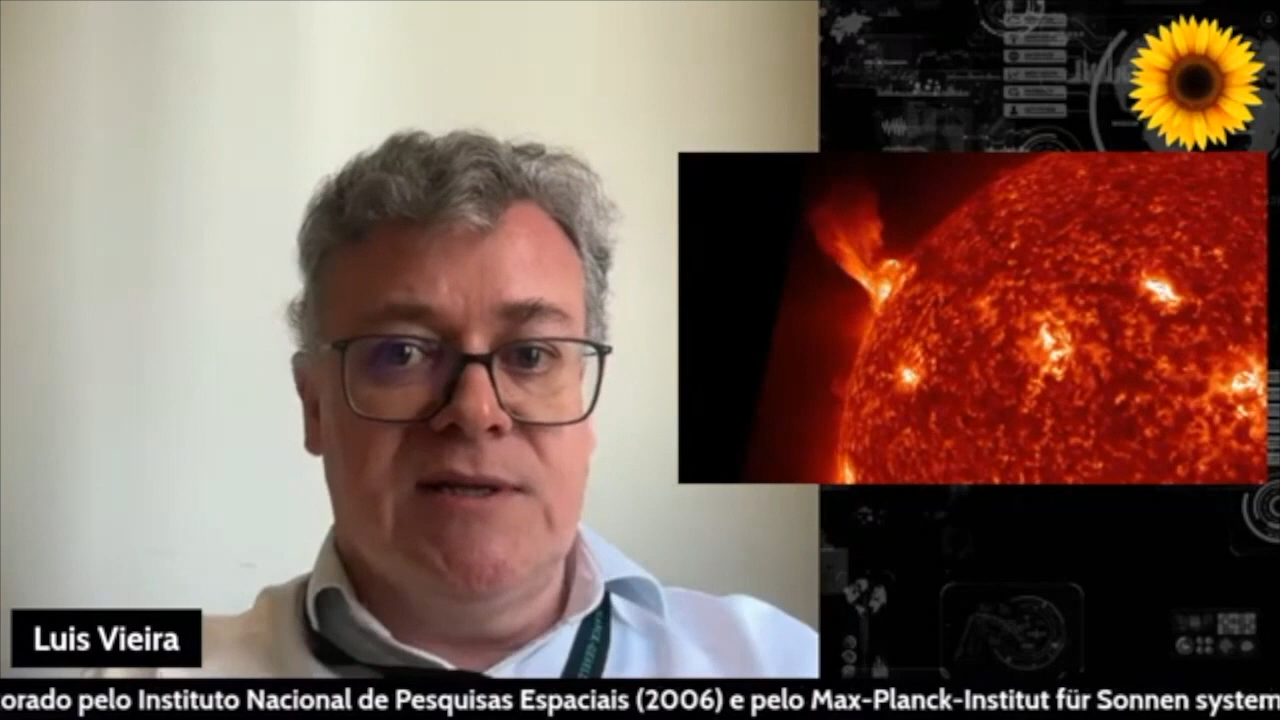 Luis Vieira
orado pelo Instituto Nacional de Pesquisas Espaciais (2006) e pelo Max-Planck-Institut für Sonnen system